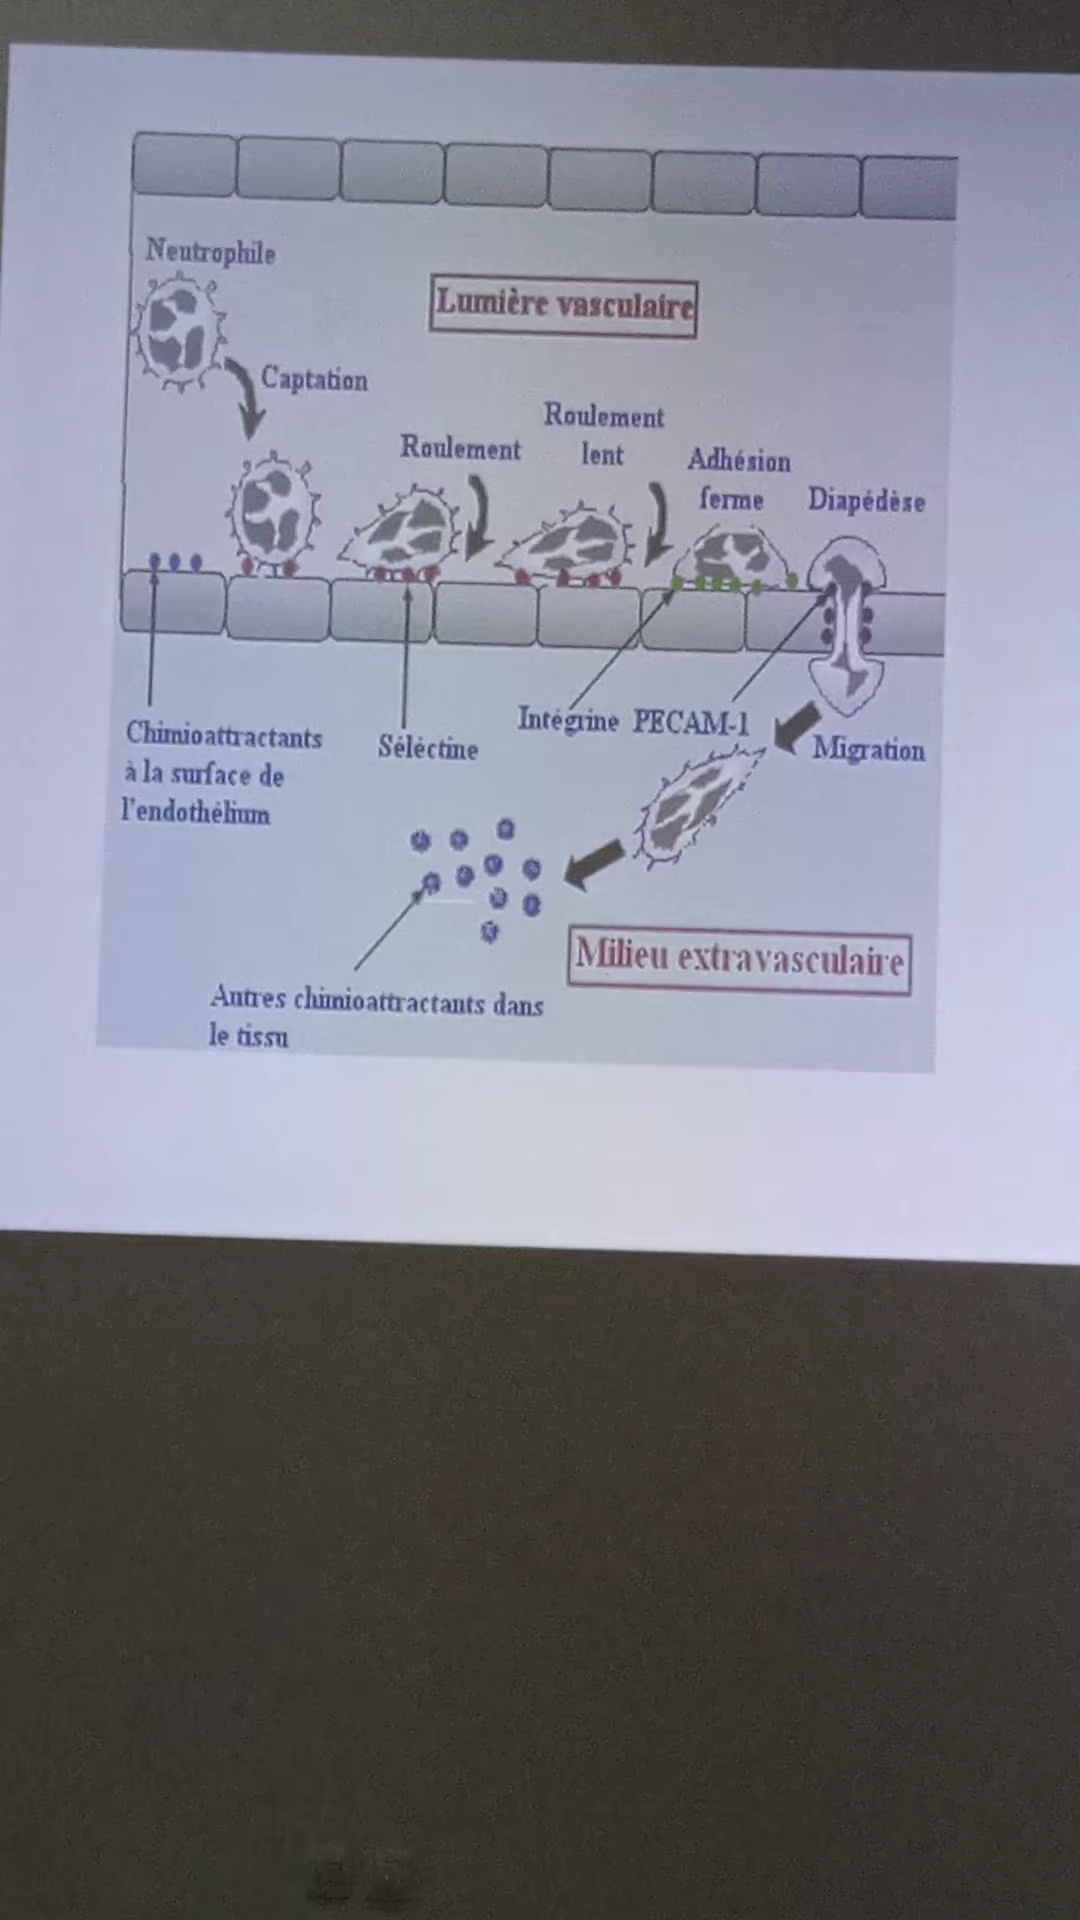 Neutrophile
Lumière vasculaire
Captation
Roulement
Roulement
lent
Adhésion
ferme
Diapédèse
Chimioattractants
à la surface de
l'endothélium
Séléctine
Intégrine
PECAM-1
Migration
Milieu extravasculaire
Autres chimioattractants dans
le tissu